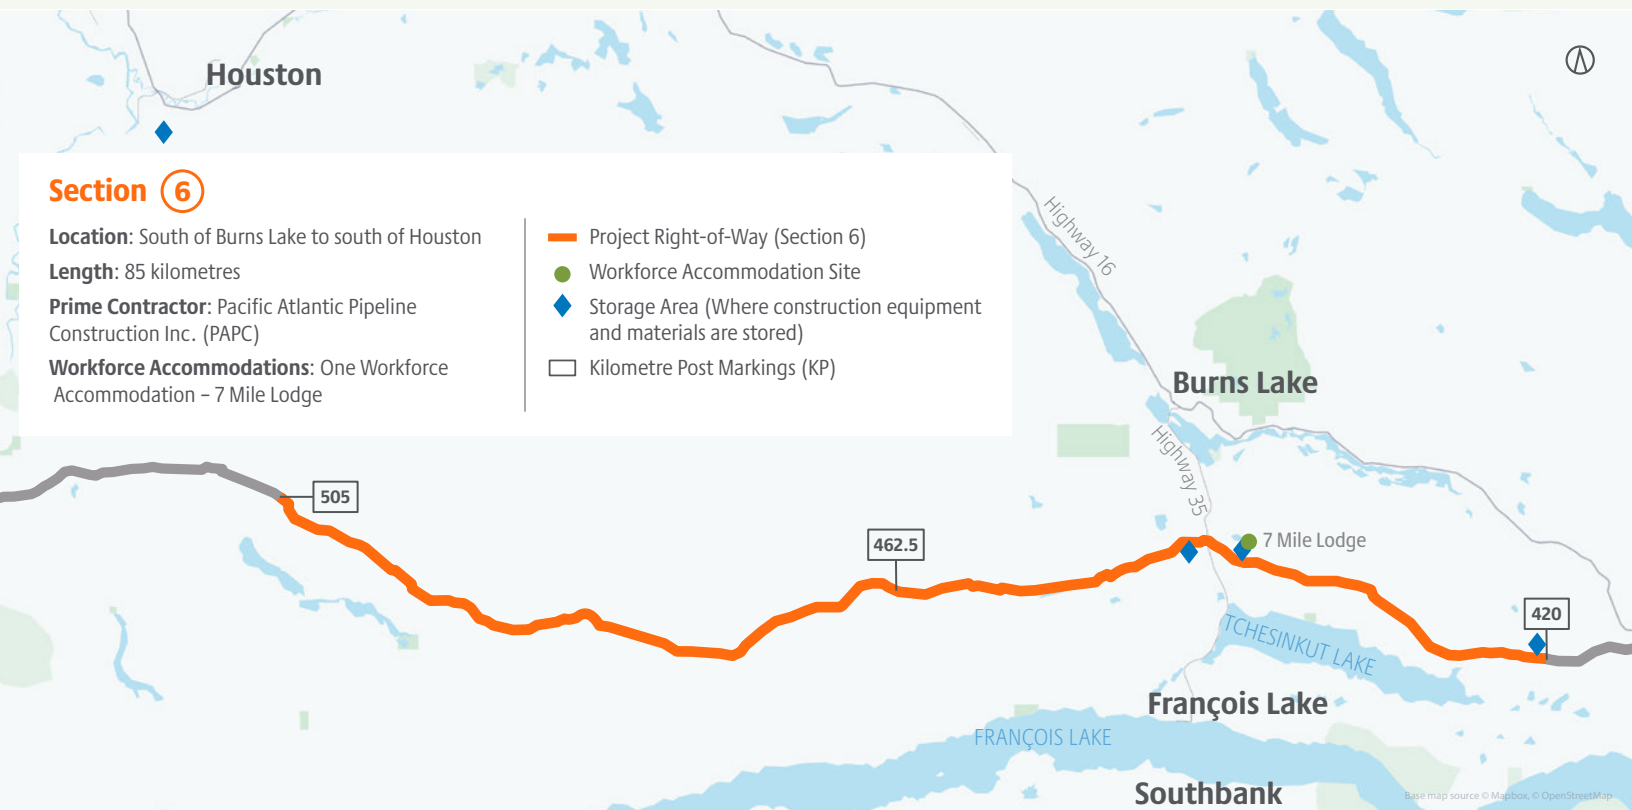 Houston
Section 6
Location: South of Burns Lake to south of Houston
Length: 85 kilometres
Prime Contractor: Pacific Atlantic Pipeline
Construction Inc. (PAPC)
Workforce Accommodations: One Workforce
Accommodation – 7 Mile Lodge
Project Right-of-Way (Section 6)
Workforce Accommodation Site
Storage Area (Where construction equipment
and materials are stored)
Kilometre Post Markings (KP)
Highway 16
Burns Lake
Highway 35
505
462.5
7 Mile Lodge
420
TCHESINKUT LAKE
François Lake
FRANÇOIS LAKE
Southbank
Base map source © Mapbox, © OpenStreetMap